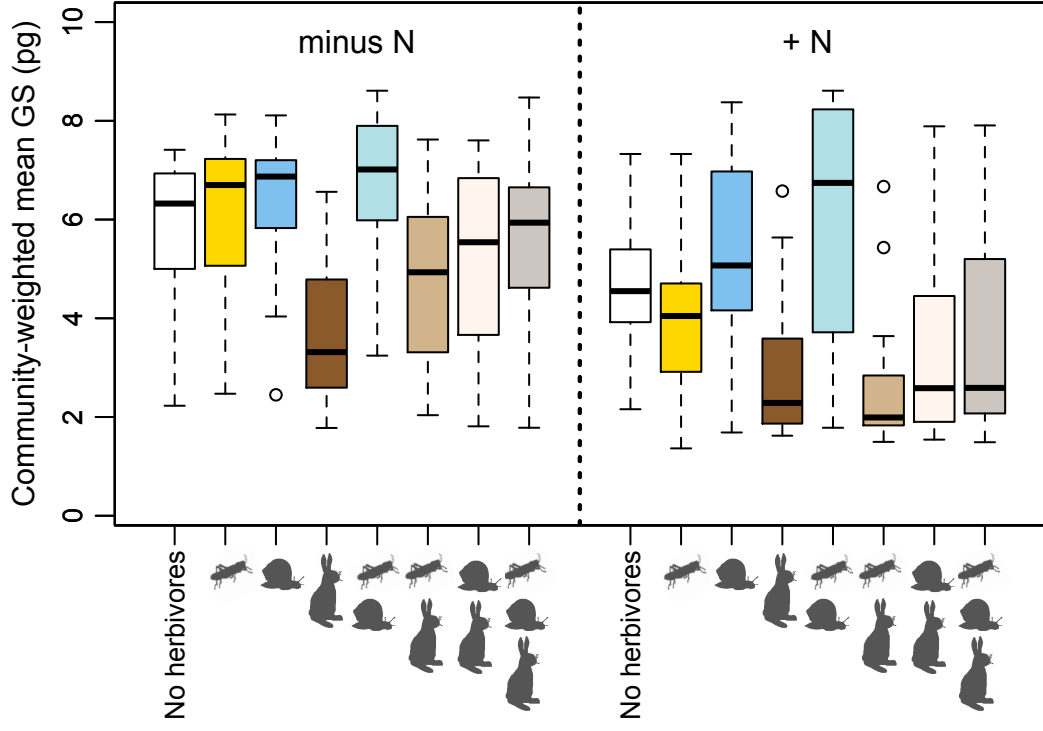 Community-weighted mean GS (pg)
10
8
6
4
2
0
minus N
+ N
No herbivores
No herbivores